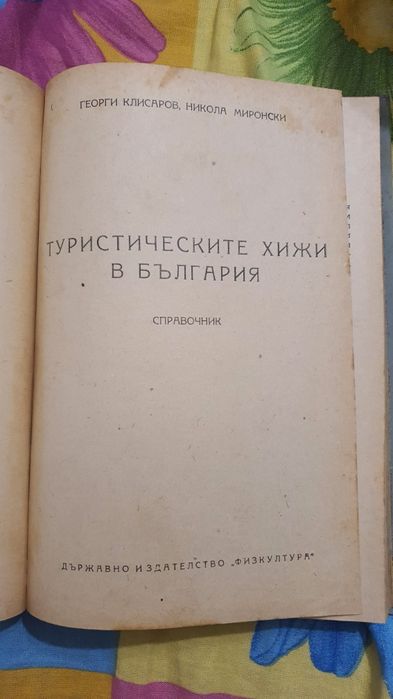 ГЕОРГИ КЛИСАРОВ, НИКОЛА МИРОНСКИ
ТУРИСТИЧЕСКИТЕ ХИЖИ
В БЪЛГАРИЯ
СПРАВОЧНИК
ДЪРЖАВНО ИЗДАТЕЛСТВО „ФИЗКУЛТУРА"